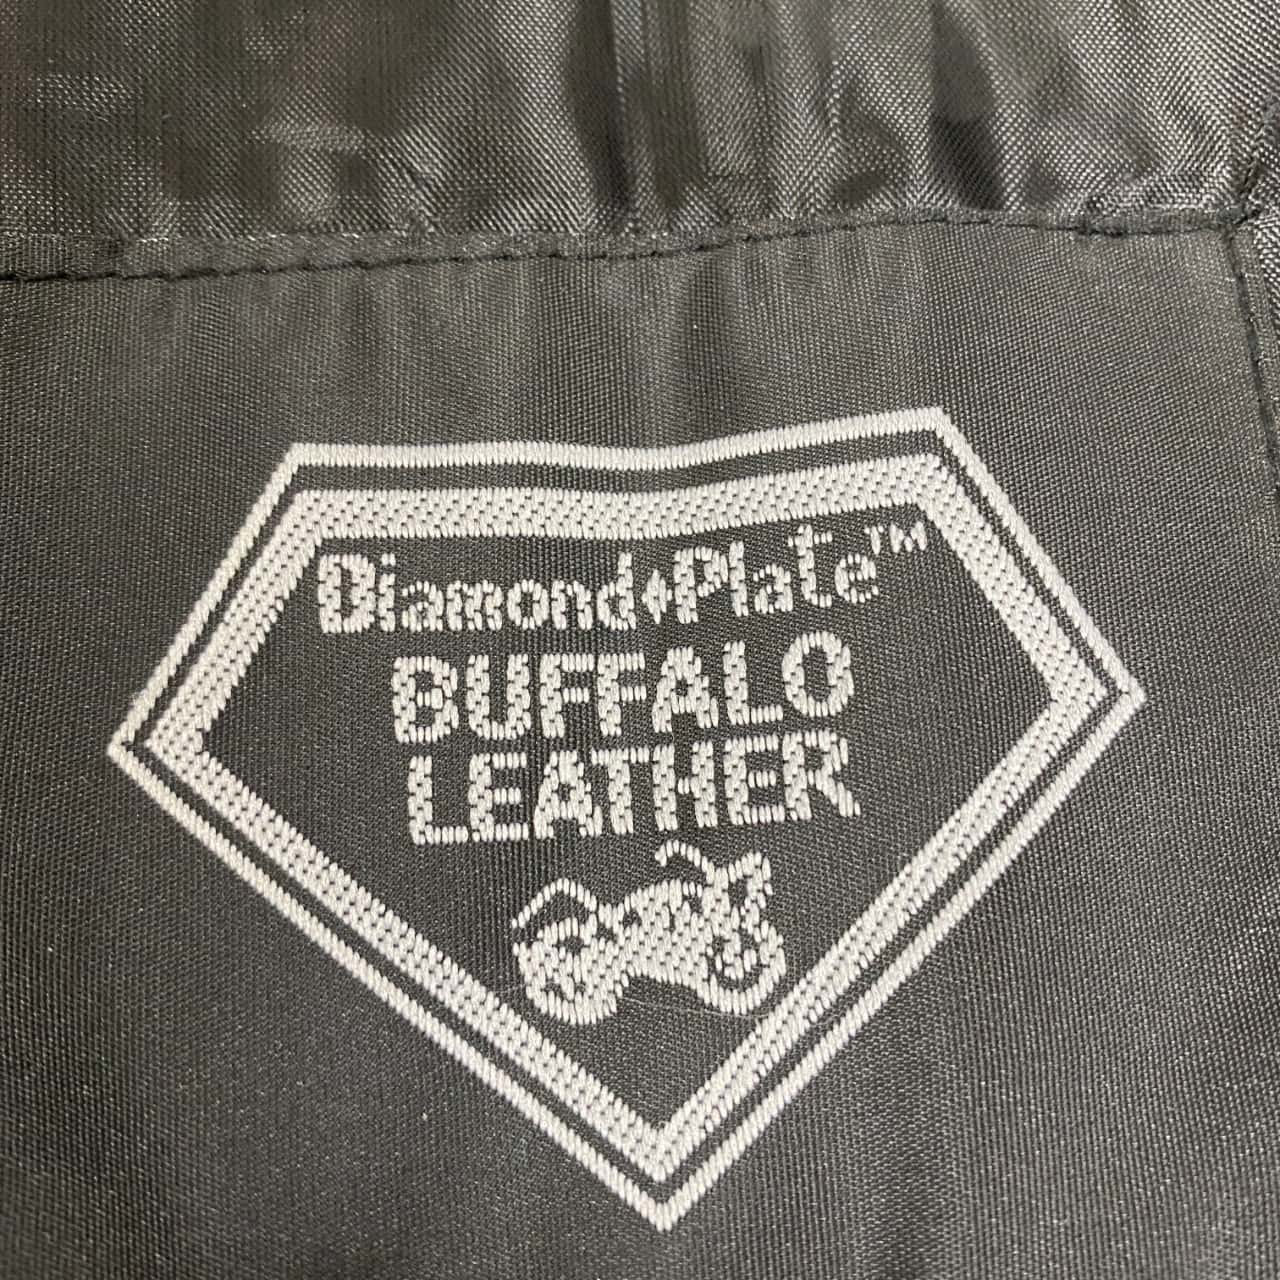 Diamond♦Plate™
BUFFALO
LEATHER